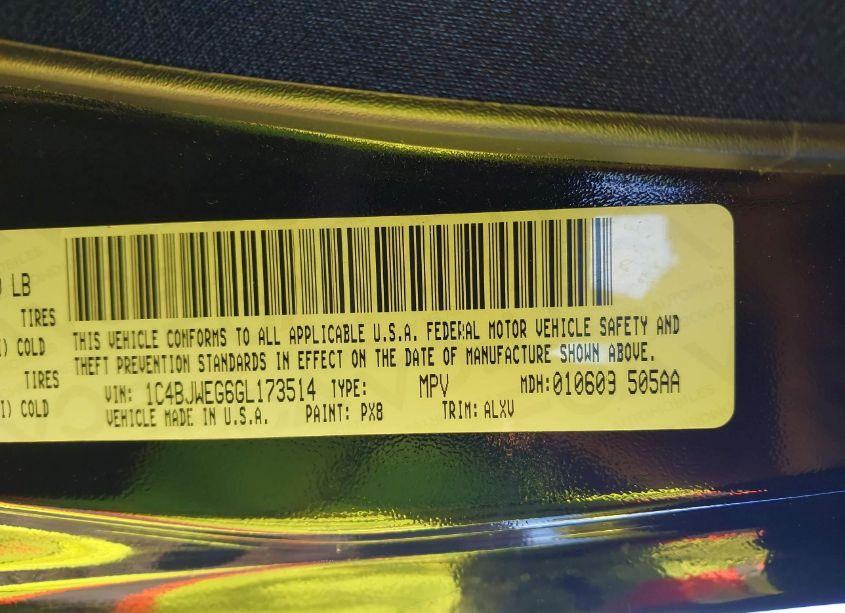 LB
TIRES
COLD
TIRES
COLD
THIS VEHICLE CONFORMS TO ALL APPLICABLE U.S.A. FEDERAL MOTOR VEHICLE SAFETY AND
THEFT PREVENTION STANDARDS IN EFFECT ON THE DATE OF MANUFACTURE SHOWN ABOVE.
VIN: 1C4BJWEG6GL173514 TYPE: MPV MDH:010609 505AA
VEHICLE MADE IN U.S.A. PAINT: PX8 TRIM: ALXV